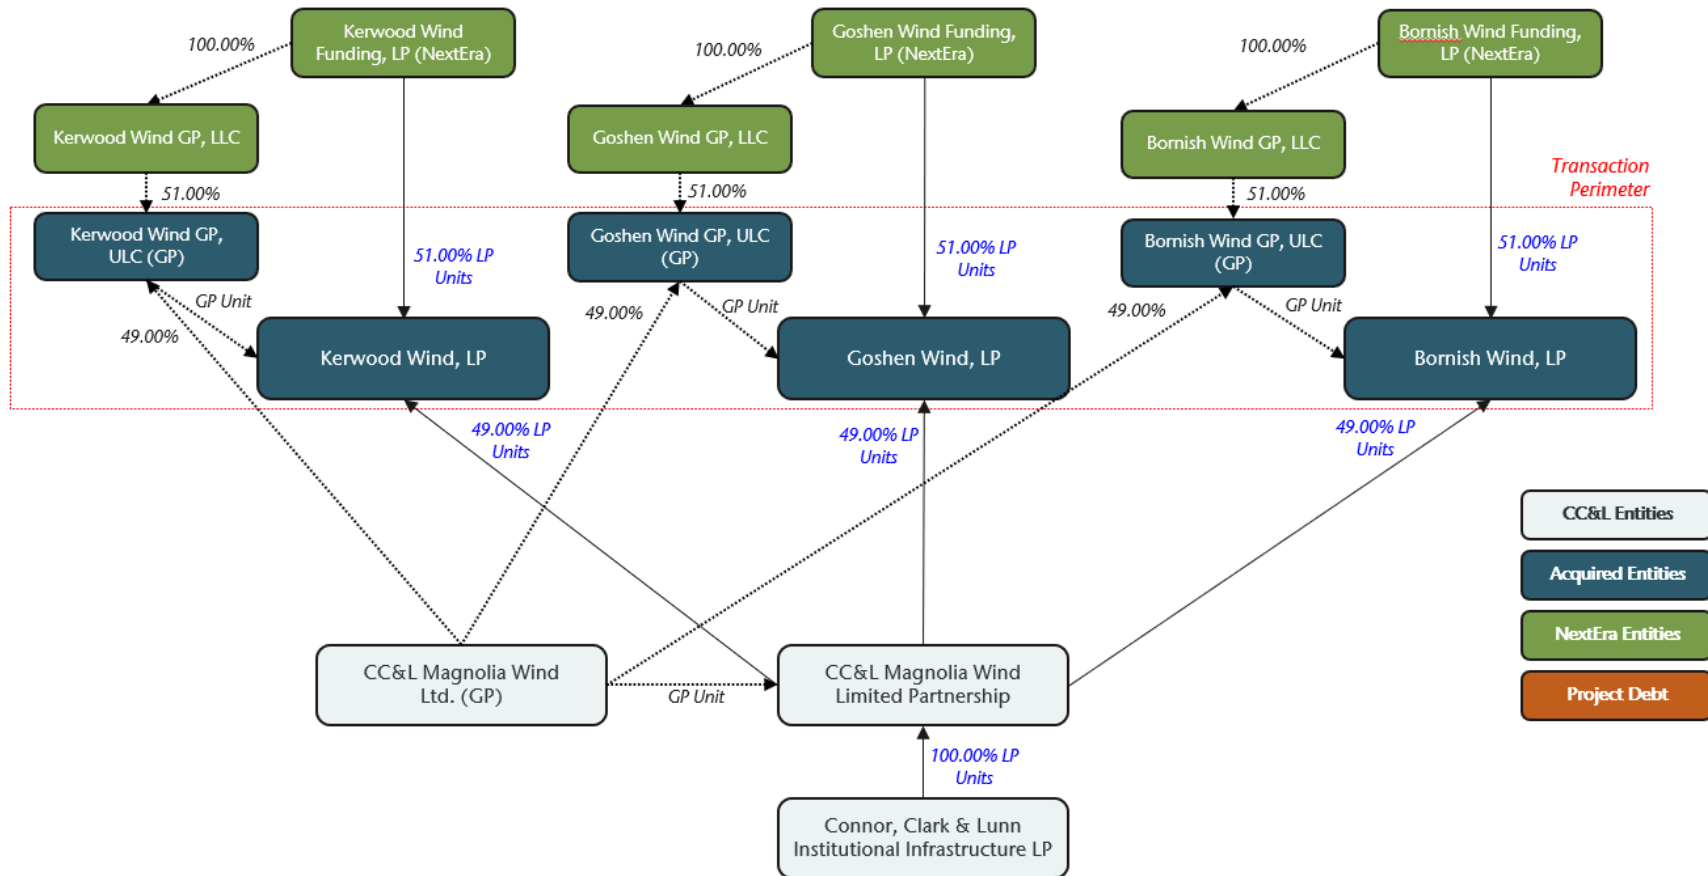 Kerwood Wind
Funding, LP (NextEra)
Goshen Wind Funding,
LP (NextEra)
Bornish Wind Funding,
LP (NextEra)
100.00%
100.00%
100.00%
Kerwood Wind GP, LLC
Goshen Wind GP, LLC
Bornish Wind GP, LLC
51.00%
51.00%
51.00%
Transaction
Perimeter
Kerwood Wind GP,
ULC (GP)
51.00% LP
Units
Goshen Wind GP, ULC
(GP)
51.00% LP
Units
Bornish Wind GP, ULC
(GP)
51.00% LP
Units
GP Unit
GP Unit
GP Unit
49.00%
49.00%
49.00%
Kerwood Wind, LP
Goshen Wind, LP
Bornish Wind, LP
49.00% LP
Units
49.00% LP
Units
49.00% LP
Units
CC&L Entities
Acquired Entities
NextEra Entities
Project Debt
CC&L Magnolia Wind
Ltd. (GP)
GP Unit
CC&L Magnolia Wind
Limited Partnership
100.00% LP
Units
Connor, Clark & Lunn
Institutional Infrastructure LP